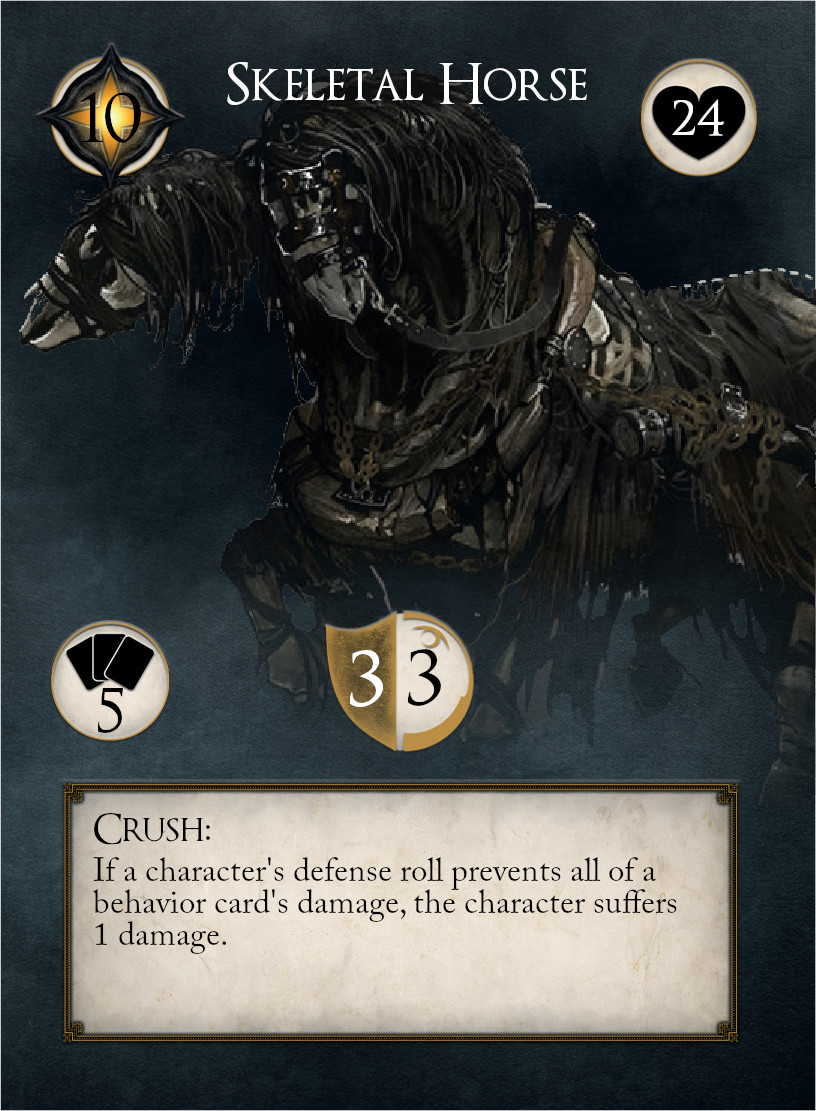 Skeletal Horse
10
24
5
3 3
Crush:
If a character's defense roll prevents all of a
behavior card's damage, the character suffers
1 damage.